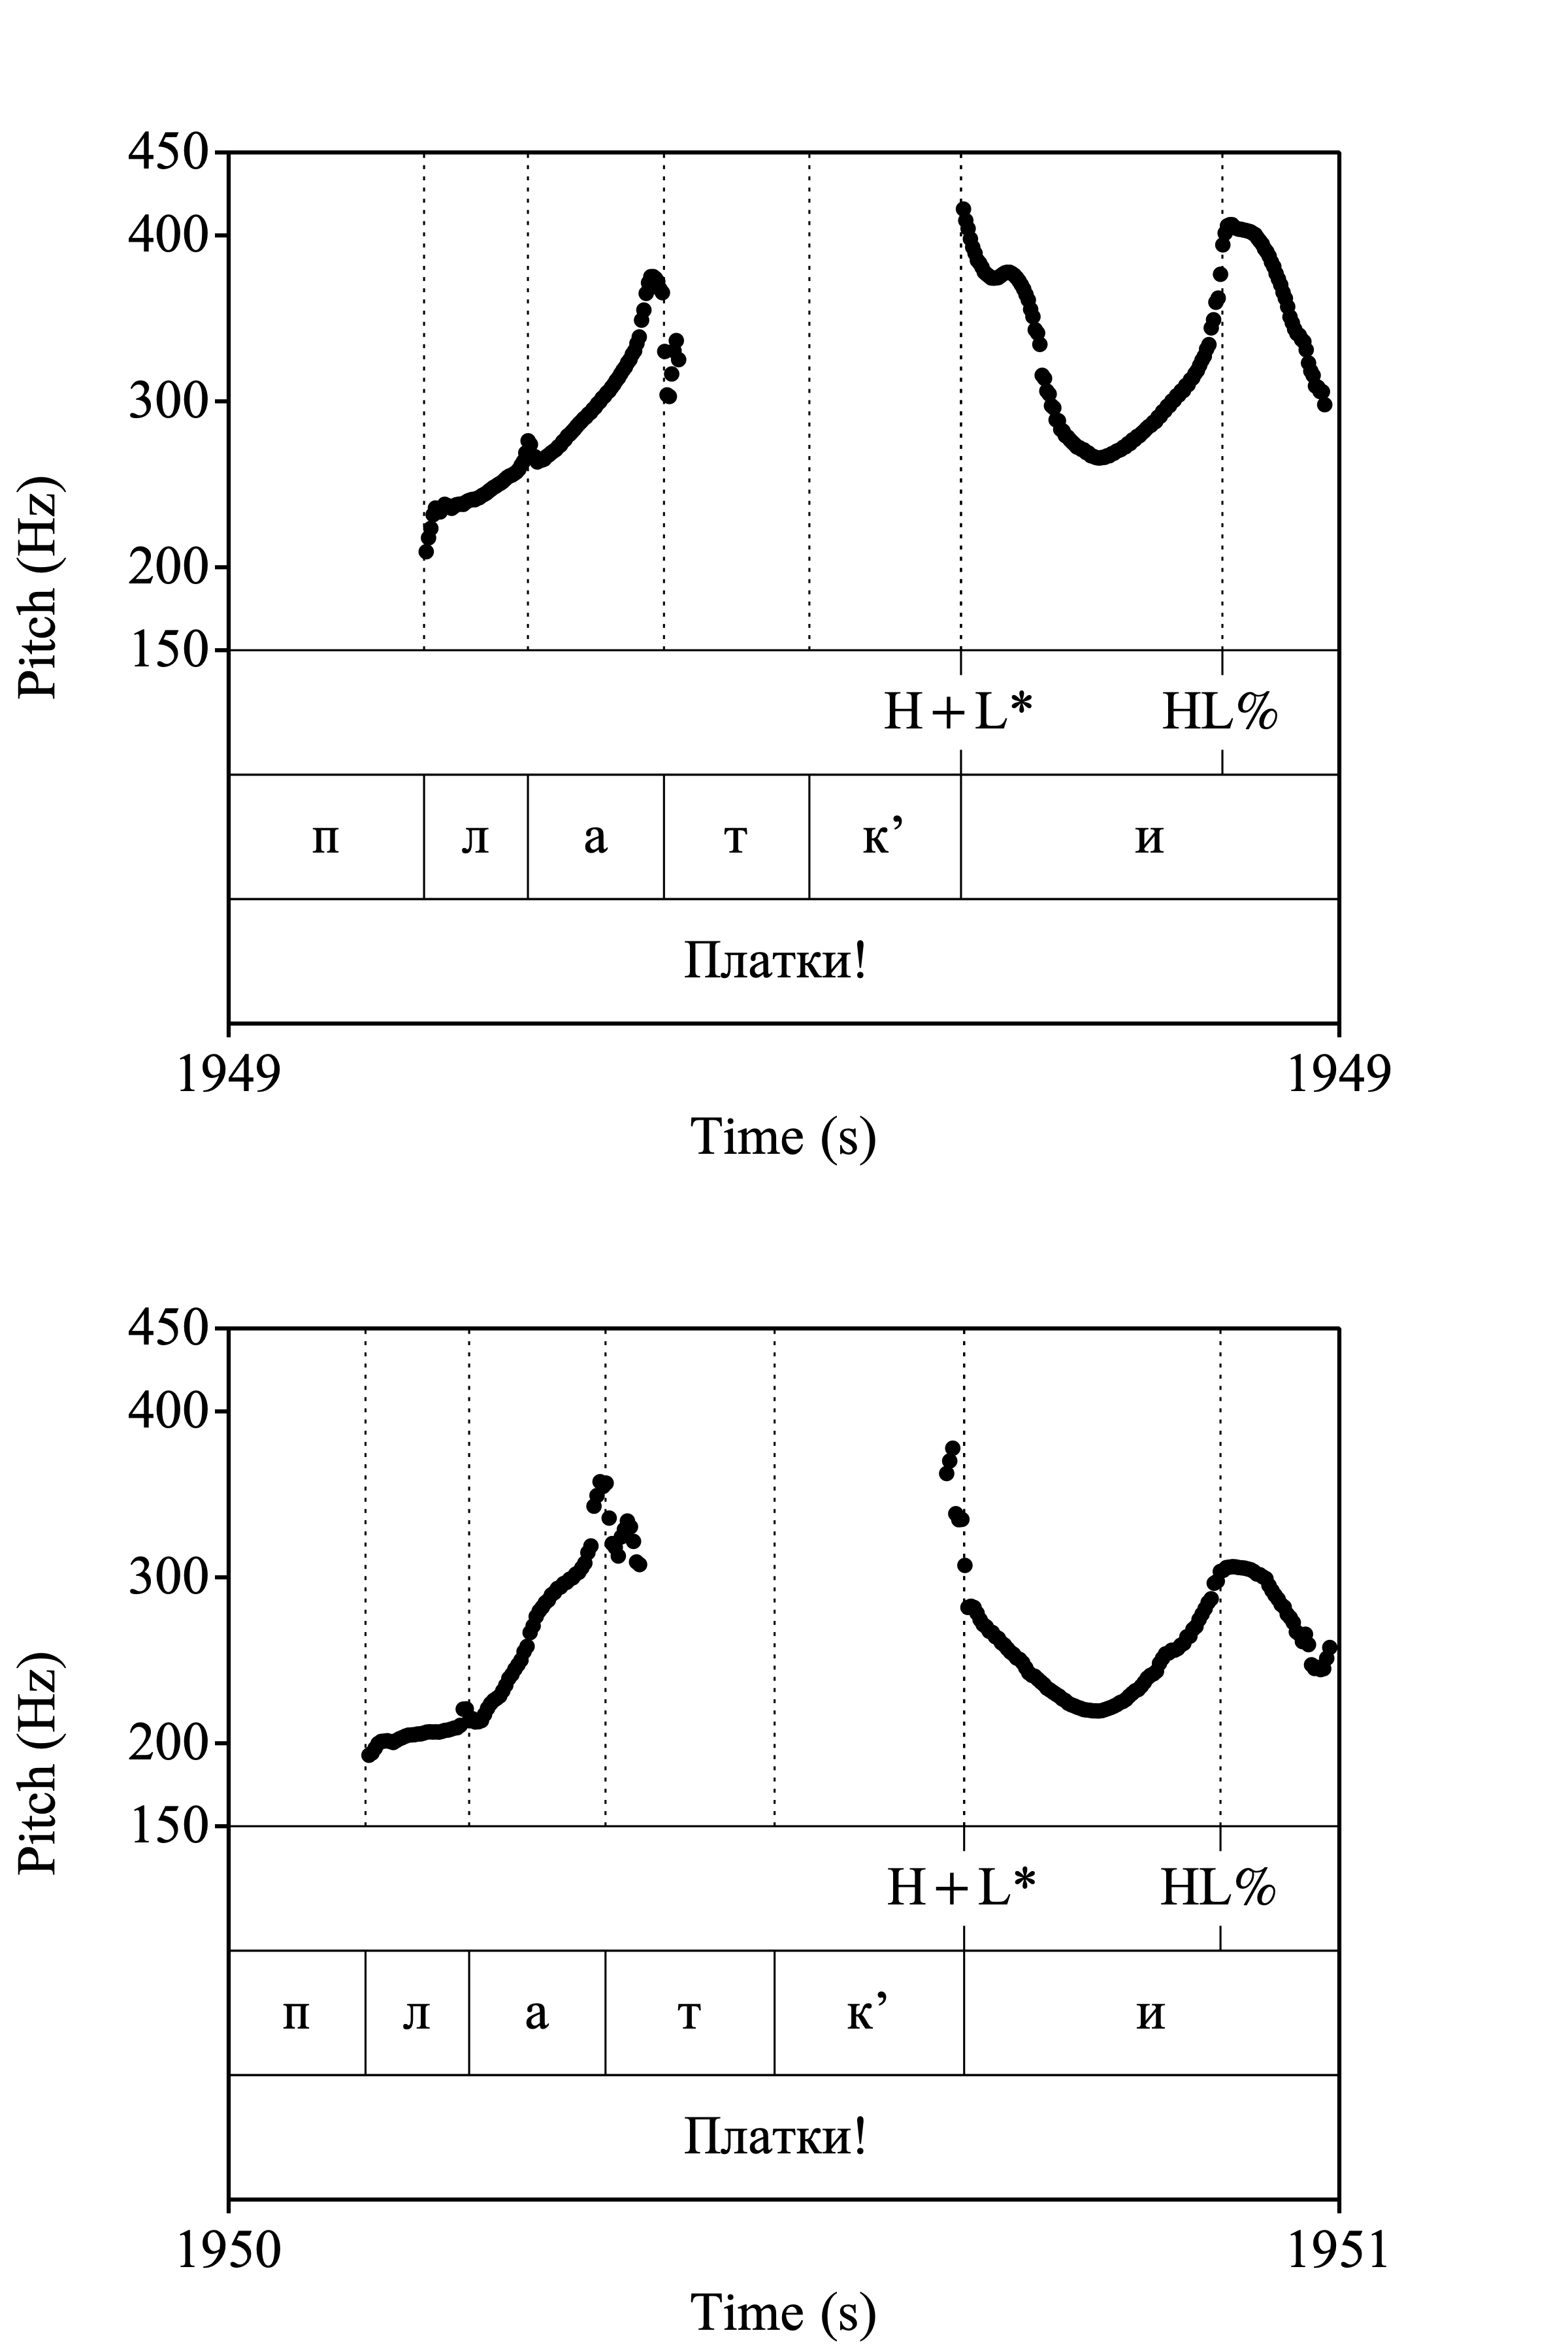 450
400
300
200
150
Pitch (Hz)
H+L* HL%
п л а т к’ и
Платки!
1949 1949
Time (s)
450
400
300
200
150
Pitch (Hz)
H+L* HL%
п л а т к’ и
Платки!
1950 1951
Time (s)